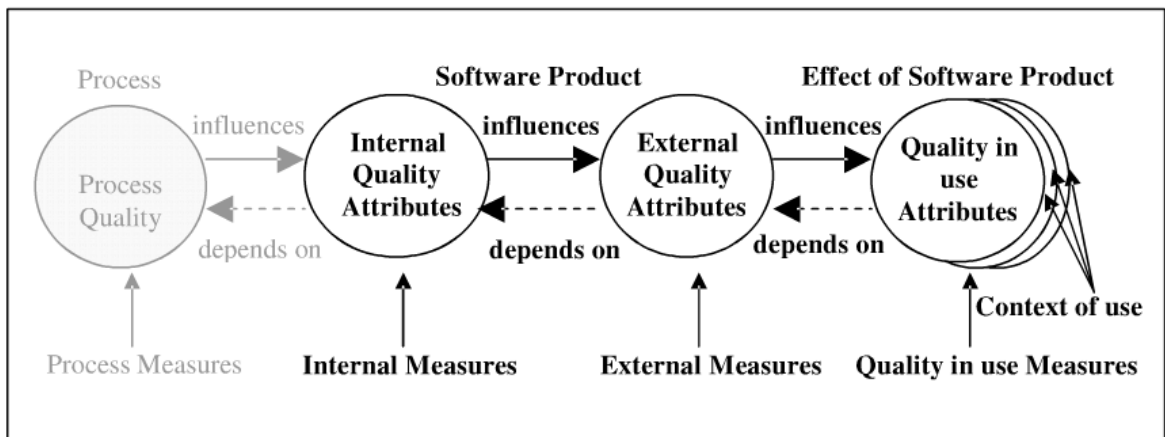 Process
Software Product
Effect of Software Product
influences
influences
influences
Process
Quality
Internal
Quality
Attributes
External
Quality
Attributes
Quality in
use
Attributes
depends on
depends on
depends on
Context of use
Process Measures
Internal Measures
External Measures
Quality in use Measures